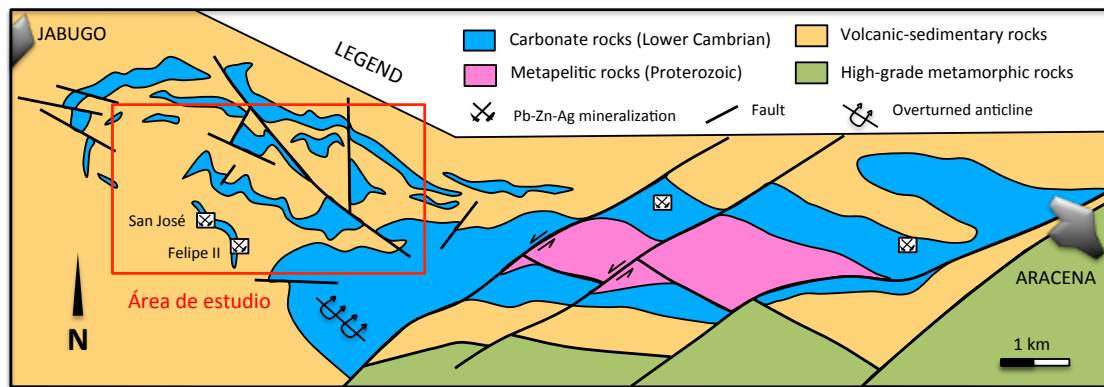 JABUGO
LEGEND
Carbonate rocks (Lower Cambrian)
Volcanic-sedimentary rocks
Metapelitic rocks (Proterozoic)
High-grade metamorphic rocks
Pb-Zn-Ag mineralization
Fault
Overturned anticline
San José
Felipe II
Área de estudio
N
ARACENA
1 km